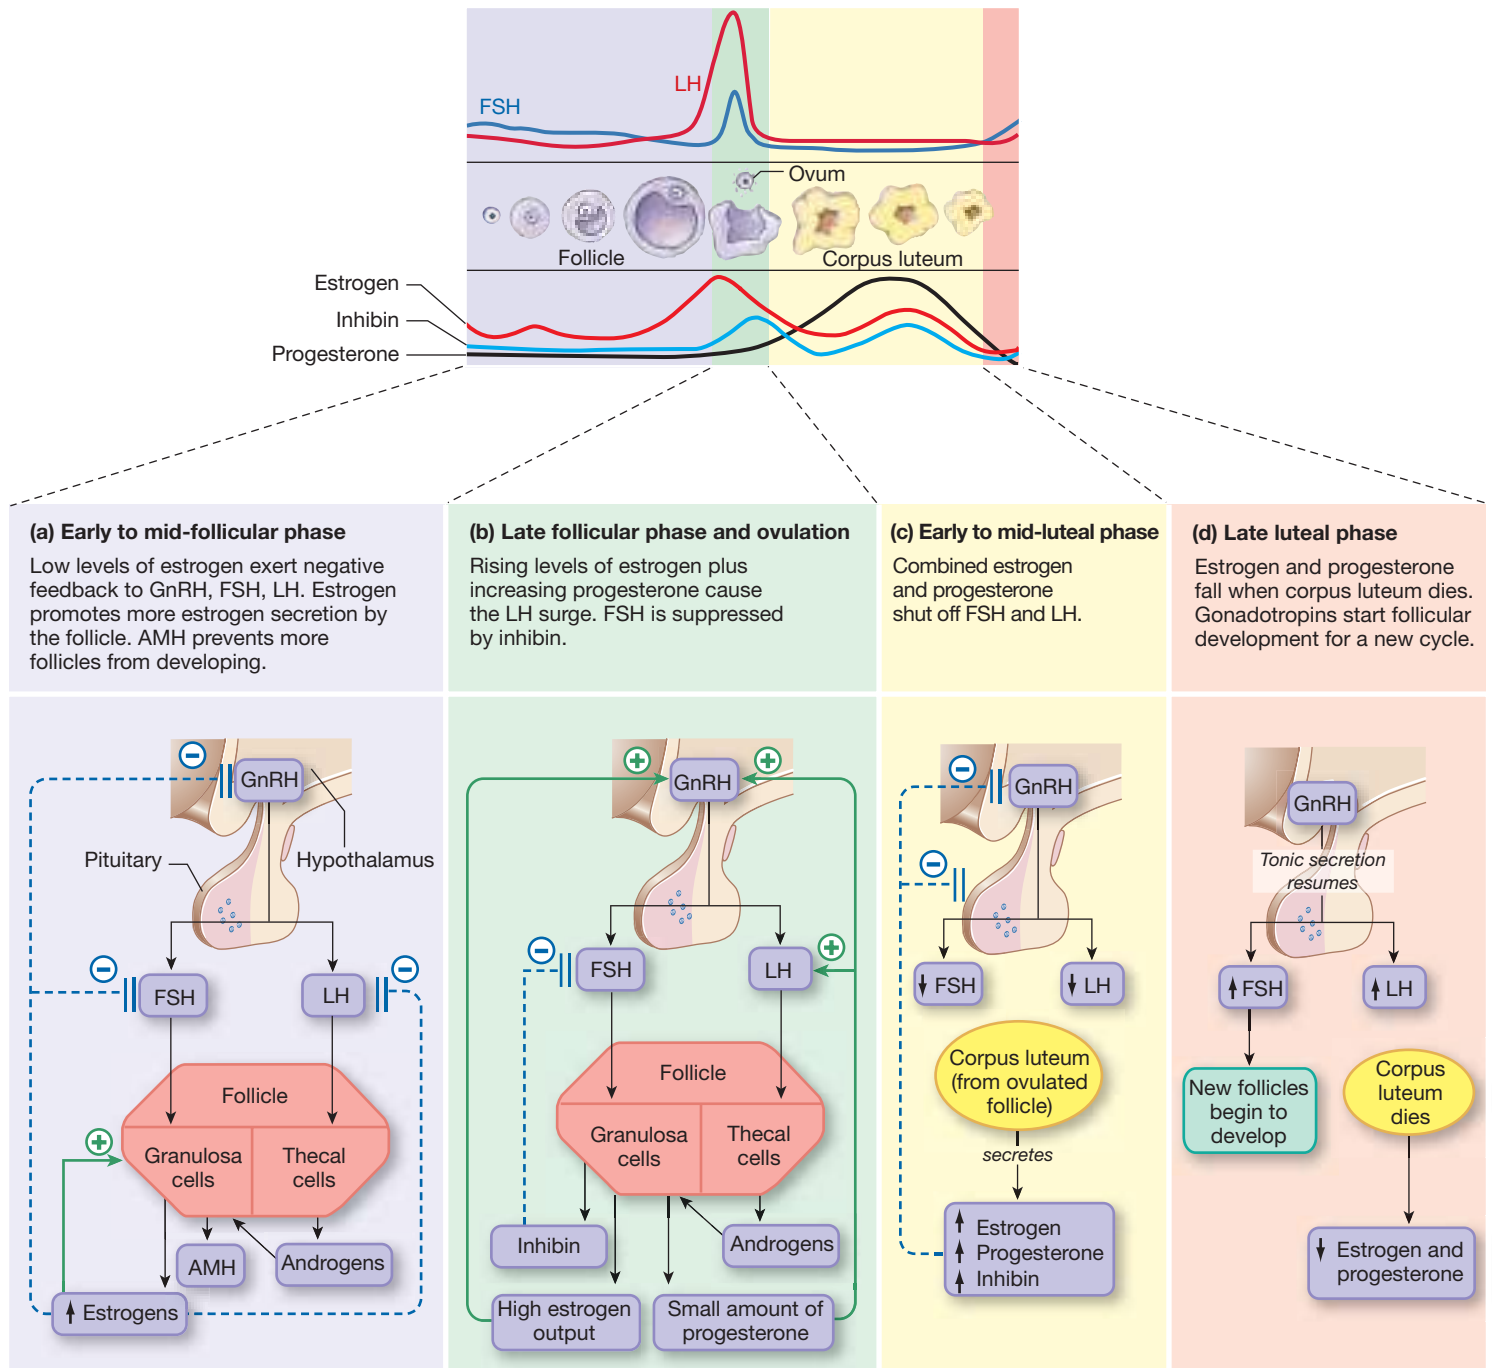 LH
FSH
Ovum
Follicle
Corpus luteum
Estrogen
Inhibin
Progesterone
(a) Early to mid-follicular phase
Low levels of estrogen exert negative
feedback to GnRH, FSH, LH. Estrogen
promotes more estrogen secretion by
the follicle. AMH prevents more
follicles from developing.
(b) Late follicular phase and ovulation
Rising levels of estrogen plus
increasing progesterone cause
the LH surge. FSH is suppressed
by inhibin.
(c) Early to mid-luteal phase
Combined estrogen
and progesterone
shut off FSH and LH.
(d) Late luteal phase
Estrogen and progesterone
fall when corpus luteum dies.
Gonadotropins start follicular
development for a new cycle.
GnRH
Pituitary
Hypothalamus
FSH
LH
Follicle
Granulosa
cells
Thecal
cells
AMH
Androgens
Estrogens
GnRH
FSH
LH
Follicle
Granulosa
cells
Thecal
cells
Inhibin
Androgens
High estrogen
output
Small amount of
progesterone
GnRH
FSH
LH
Corpus luteum
(from ovulated
follicle)
secretes
Estrogen
Progesterone
Inhibin
GnRH
Tonic secretion
resumes
FSH
LH
New follicles
begin to
develop
Corpus
luteum
dies
Estrogen and
progesterone